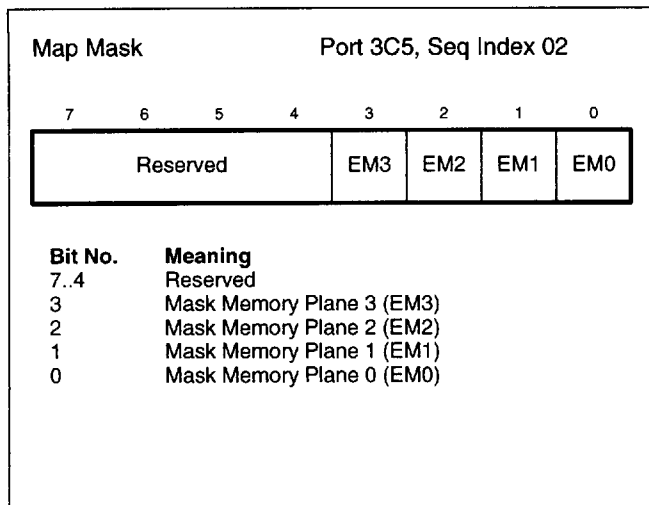 Map Mask Port 3C5, Seq Index 02
7 6 5 4 3 2 1 0
Reserved EM3 EM2 EM1 EM0
Bit No. Meaning
7..4 Reserved
3 Mask Memory Plane 3 (EM3)
2 Mask Memory Plane 2 (EM2)
1 Mask Memory Plane 1 (EM1)
0 Mask Memory Plane 0 (EM0)